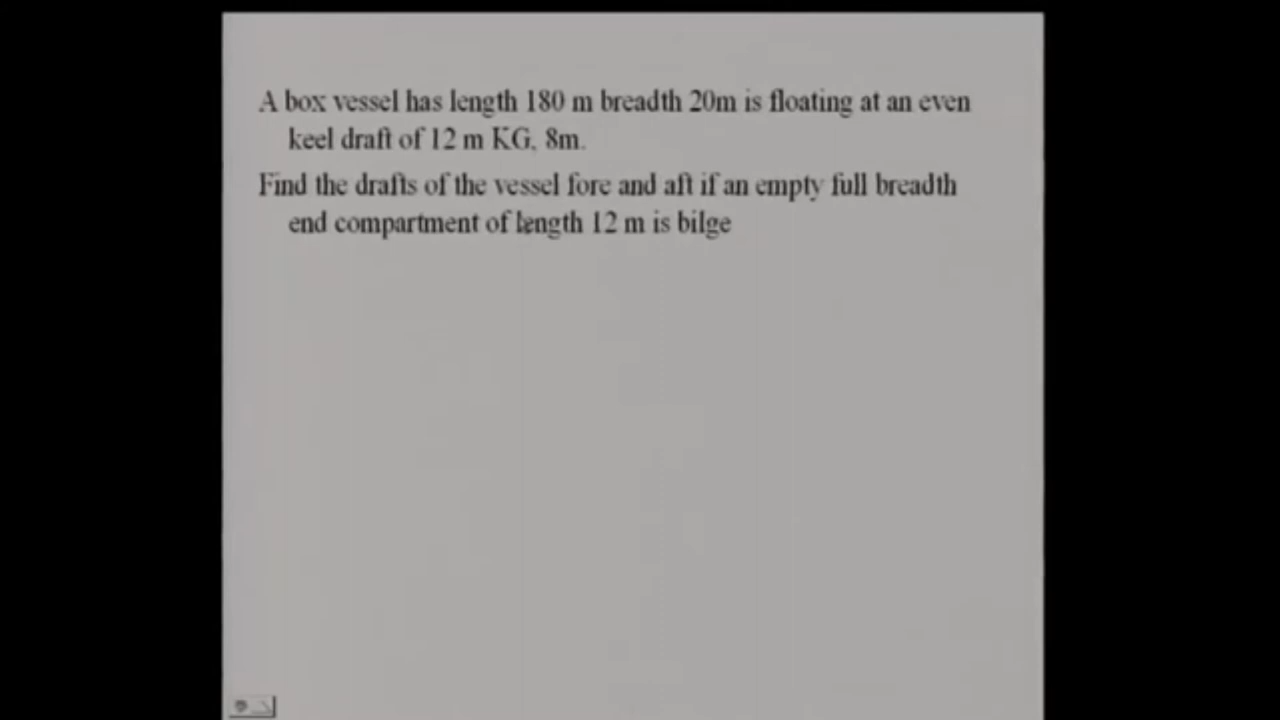 A box vessel has length 180 m breadth 20m is floating at an even
keel draft of 12 m KG, 8m.
Find the drafts of the vessel fore and aft if an empty full breadth
end compartment of length 12 m is bilge